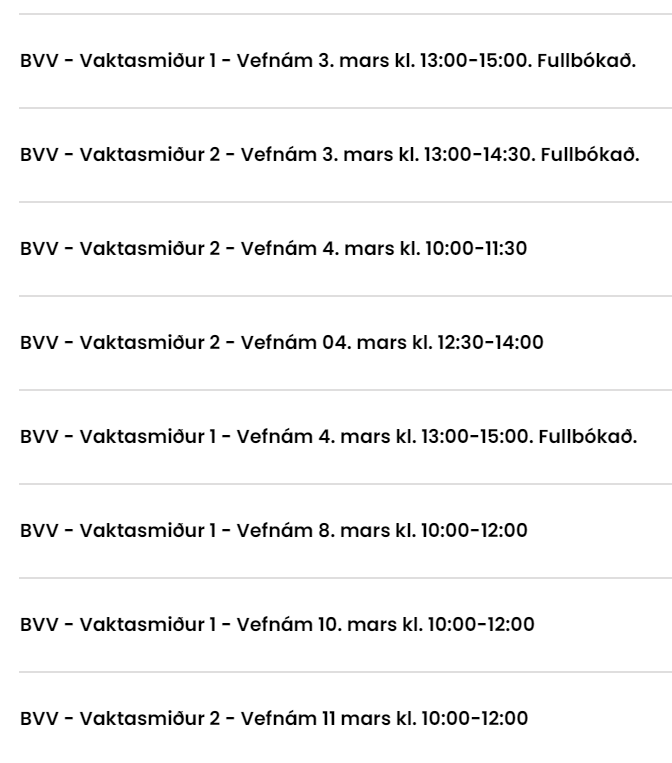 BVV - Vaktasmiður 1 - Vefnám 3. mars kl. 13:00-15:00. Fullbókað.
BVV - Vaktasmiður 2 - Vefnám 3. mars kl. 13:00-14:30. Fullbókað.
BVV - Vaktasmiður 2 - Vefnám 4. mars kl. 10:00-11:30
BVV - Vaktasmiður 2 - Vefnám 04. mars kl. 12:30-14:00
BVV - Vaktasmiður 1 - Vefnám 4. mars kl. 13:00-15:00. Fullbókað.
BVV - Vaktasmiður 1 - Vefnám 8. mars kl. 10:00-12:00
BVV - Vaktasmiður 1 - Vefnám 10. mars kl. 10:00-12:00
BVV - Vaktasmiður 2 - Vefnám 11 mars kl. 10:00-12:00